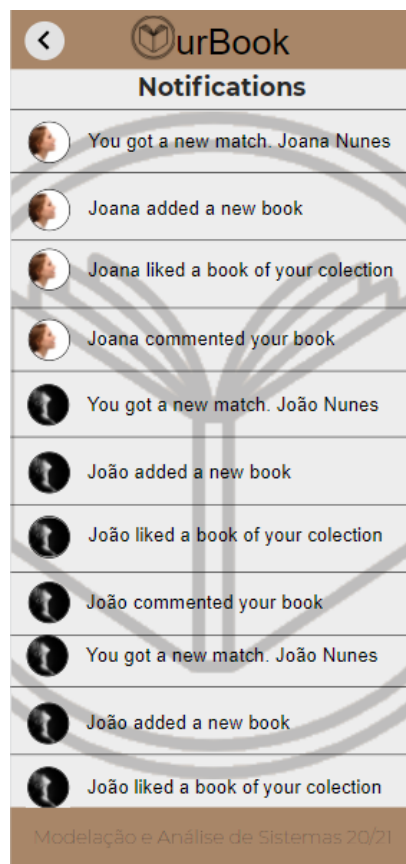 urBook
Notifications
You got a new match. Joana Nunes
Joana added a new book
Joana liked a book of your colection
Joana commented your book
You got a new match. João Nunes
João added a new book
João liked a book of your colection
João commented your book
You got a new match. João Nunes
João added a new book
João liked a book of your colection
Modelação e Análise de Sistemas 20/21